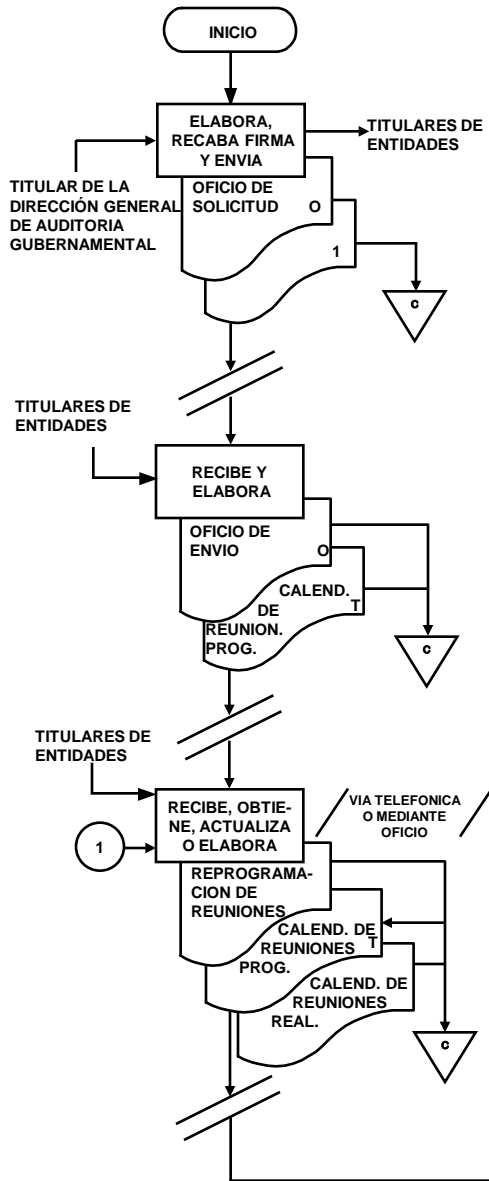 INICIO
ELABORA,
RECABA FIRMA
Y ENVIA
TITULARES DE
ENTIDADES
TITULAR DE LA
DIRECCIÓN GENERAL
DE AUDITORIA
GUBERNAMENTAL
OFICIO DE
SOLICITUD
O
1
C
TITULARES DE
ENTIDADES
RECIBE Y
ELABORA
OFICIO DE
ENVIO
O
CALEND.
T
DE
REUNION.
PROG.
C
TITULARES DE
ENTIDADES
RECIBE, OBTIE-
NE, ACTUALIZA
O ELABORA
VIA TELEFONICA
O MEDIANTE
OFICIO
1
REPROGRAMA-
CION DE
REUNIONES
CALEND. DE
REUNIONES
T
PROG.
CALEND. DE
REUNIONES
REAL.
C